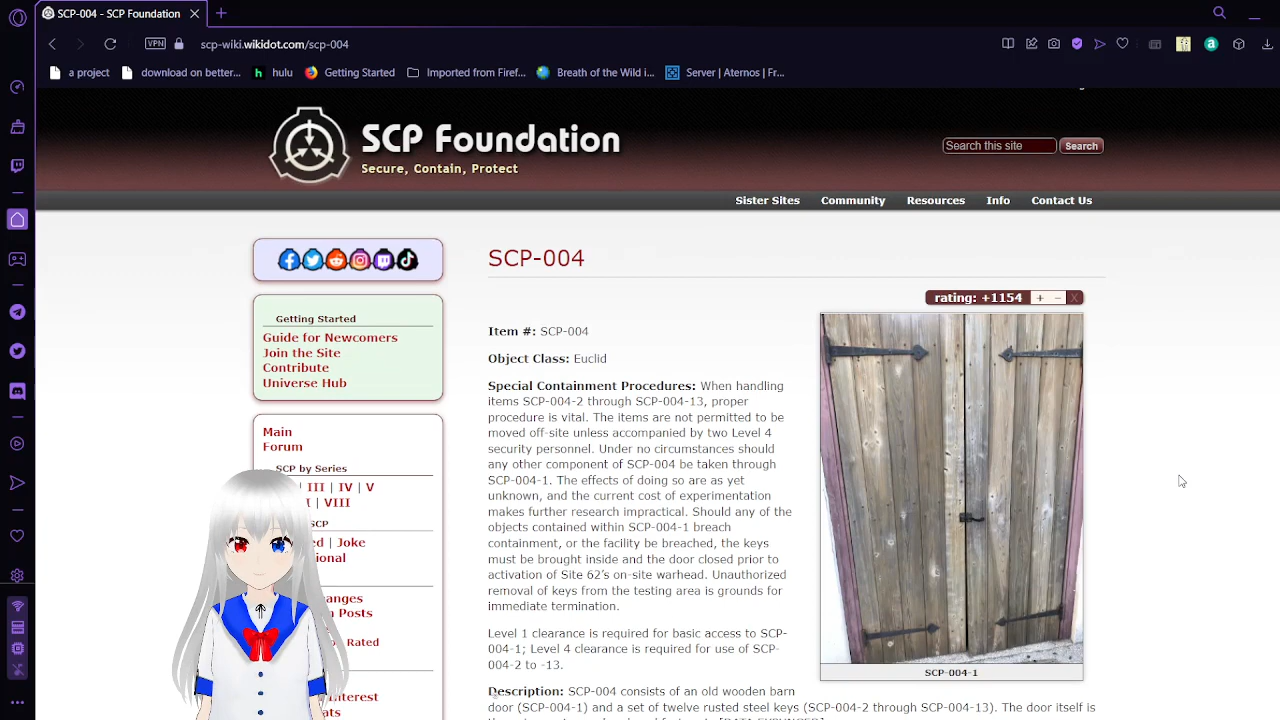 SCP-004 - SCP Foundation
VPN
scp-wiki.wikidot.com/scp-004
a project
download on better...
hulu
Getting Started
Imported from Firef...
Breath of the Wild i...
Server | Aternos | Fr...
SCP Foundation
Secure, Contain, Protect
Search this site
Search
Sister Sites
Community
Resources
Info
Contact Us
SCP-004
rating: +1154
+
–
X
Getting Started
Guide for Newcomers
Join the Site
Contribute
Universe Hub
Main
Forum
SCP by Series
| III | IV | V
| VIII
SCP
| Joke
Item #: SCP-004
Object Class: Euclid
Special Containment Procedures: When handling
items SCP-004-2 through SCP-004-13, proper
procedure is vital. The items are not permitted to be
moved off-site unless accompanied by two Level 4
security personnel. Under no circumstances should
any other component of SCP-004 be taken through
SCP-004-1. The effects of doing so are as yet
unknown, and the current cost of experimentation
makes further research impractical. Should any of the
objects contained within SCP-004-1 breach
containment, or the facility be breached, the keys
must be brought inside and the door closed prior to
activation of Site 62's on-site warhead. Unauthorized
removal of keys from the testing area is grounds for
immediate termination.
Level 1 clearance is required for basic access to SCP-
004-1; Level 4 clearance is required for use of SCP-
004-2 to -13.
SCP-004-1
Description: SCP-004 consists of an old wooden barn
door (SCP-004-1) and a set of twelve rusted steel keys (SCP-004-2 through SCP-004-13). The door itself is
Posts
Rated
Interest